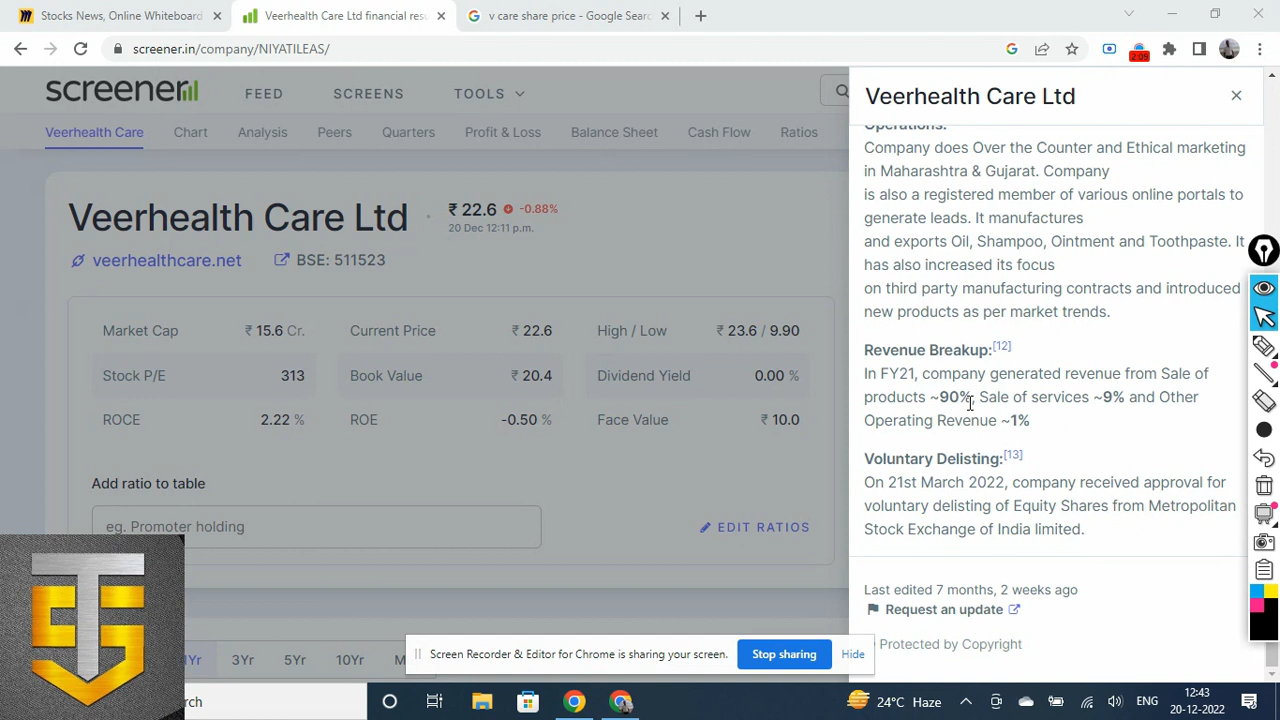 Stocks News, Online Whiteboard
Veerhealth Care Ltd financial res
v care share price - Google Sear
screener.in/company/NIYATILEAS/
2:09
screener
FEED
SCREENS
TOOLS
Veerhealth Care
Chart
Analysis
Peers
Quarters
Profit & Loss
Balance Sheet
Cash Flow
Ratios
Veerhealth Care Ltd
₹ 22.6 -0.88%
20 Dec 12:11 p.m.
veerhealthcare.net
BSE: 511523
Market Cap ₹ 15.6 Cr.
Current Price ₹ 22.6
High / Low ₹ 23.6 / 9.90
Stock P/E 313
Book Value ₹ 20.4
Dividend Yield 0.00 %
ROCE 2.22 %
ROE -0.50 %
Face Value ₹ 10.0
Add ratio to table
eg. Promoter holding
EDIT RATIOS
1Yr
3Yr
5Yr
10Yr
M
Veerhealth Care Ltd
Operations:
Company does Over the Counter and Ethical marketing
in Maharashtra & Gujarat. Company
is also a registered member of various online portals to
generate leads. It manufactures
and exports Oil, Shampoo, Ointment and Toothpaste. It
has also increased its focus
on third party manufacturing contracts and introduced
new products as per market trends.
Revenue Breakup:[12]
In FY21, company generated revenue from Sale of
products ~90%, Sale of services ~9% and Other
Operating Revenue ~1%
Voluntary Delisting:[13]
On 21st March 2022, company received approval for
voluntary delisting of Equity Shares from Metropolitan
Stock Exchange of India limited.
Last edited 7 months, 2 weeks ago
Request an update
Protected by Copyright
Screen Recorder & Editor for Chrome is sharing your screen.
Stop sharing
Hide
TGS
rch
24°C Haze
ENG
12:43
20-12-2022